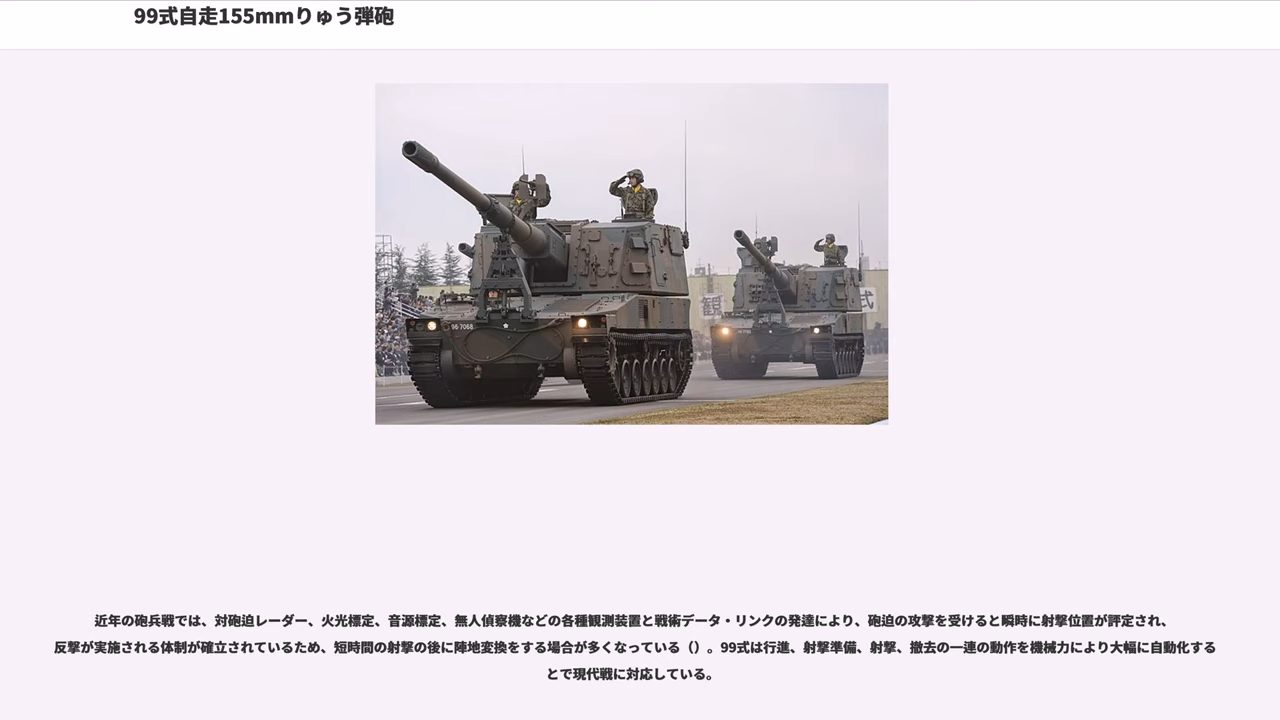 99式自走155mmりゅう弾砲
観
式
96-7068
近年の砲兵戦では、対砲迫レーダー、火光標定、音源標定、無人偵察機などの各種観測装置と戦術データ・リンクの発達により、砲迫の攻撃を受けると瞬時に射撃位置が評定され、
反撃が実施される体制が確立されているため、短時間の射撃の後に陣地変換をする場合が多くなっている（）。99式は行進、射撃準備、射撃、撤去の一連の動作を機械力により大幅に自動化する
とで現代戦に対応している。